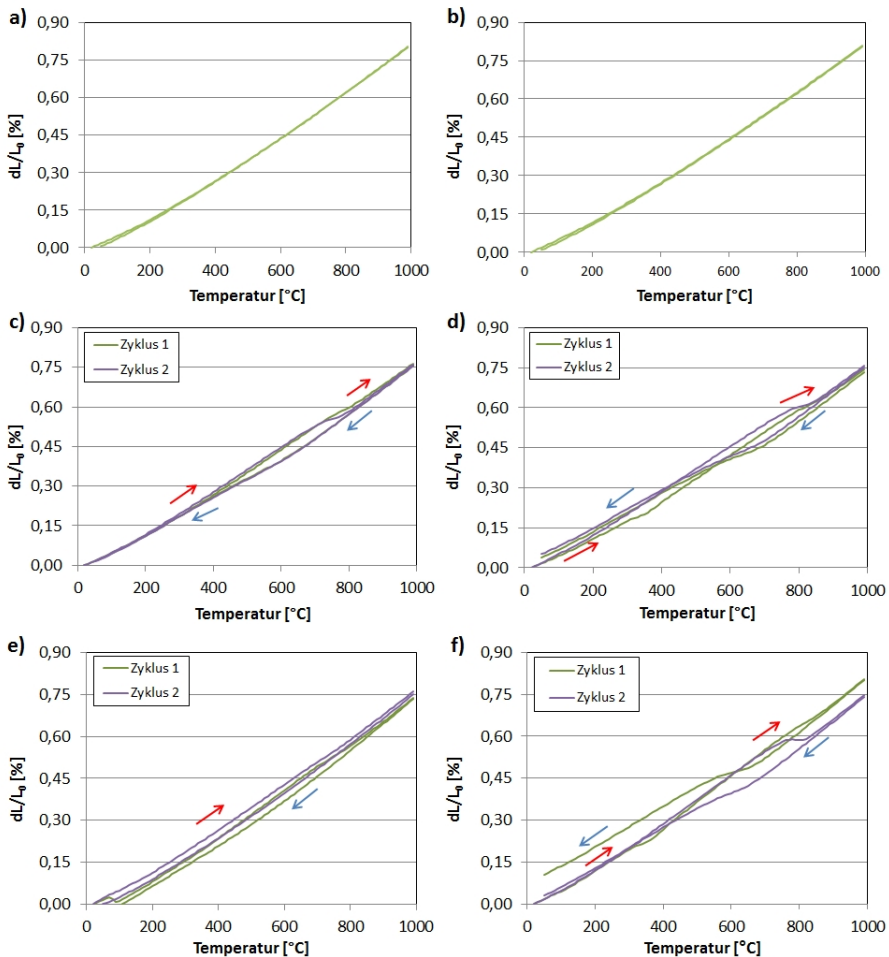 a)
0,90
0,75
0,60
0,45
0,30
0,15
0,00
dL/L₀ [%]
0 200 400 600 800 1000
Temperatur [°C]
b)
0,90
0,75
0,60
0,45
0,30
0,15
0,00
dL/L₀ [%]
0 200 400 600 800 1000
Temperatur [°C]
c)
0,90
0,75
0,60
0,45
0,30
0,15
0,00
dL/L₀ [%]
Zyklus 1
Zyklus 2
0 200 400 600 800 1000
Temperatur [°C]
d)
0,90
0,75
0,60
0,45
0,30
0,15
0,00
dL/L₀ [%]
Zyklus 1
Zyklus 2
0 200 400 600 800 1000
Temperatur [°C]
e)
0,90
0,75
0,60
0,45
0,30
0,15
0,00
dL/L₀ [%]
Zyklus 1
Zyklus 2
0 200 400 600 800 1000
Temperatur [°C]
f)
0,90
0,75
0,60
0,45
0,30
0,15
0,00
dL/L₀ [%]
Zyklus 1
Zyklus 2
0 200 400 600 800 1000
Temperatur [°C]